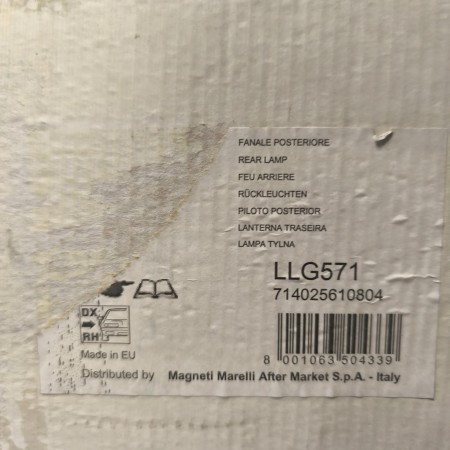 FANALE POSTERIORE
REAR LAMP
FEU ARRIERE
RÜCKLEUCHTEN
PILOTO POSTERIOR
LANTERNA TRASEIRA
LAMPA TYLNA
LLG571
714025610804
DX
RH
8 001063 504339
Made in EU
Distributed by Magneti Marelli After Market S.p.A. - Italy